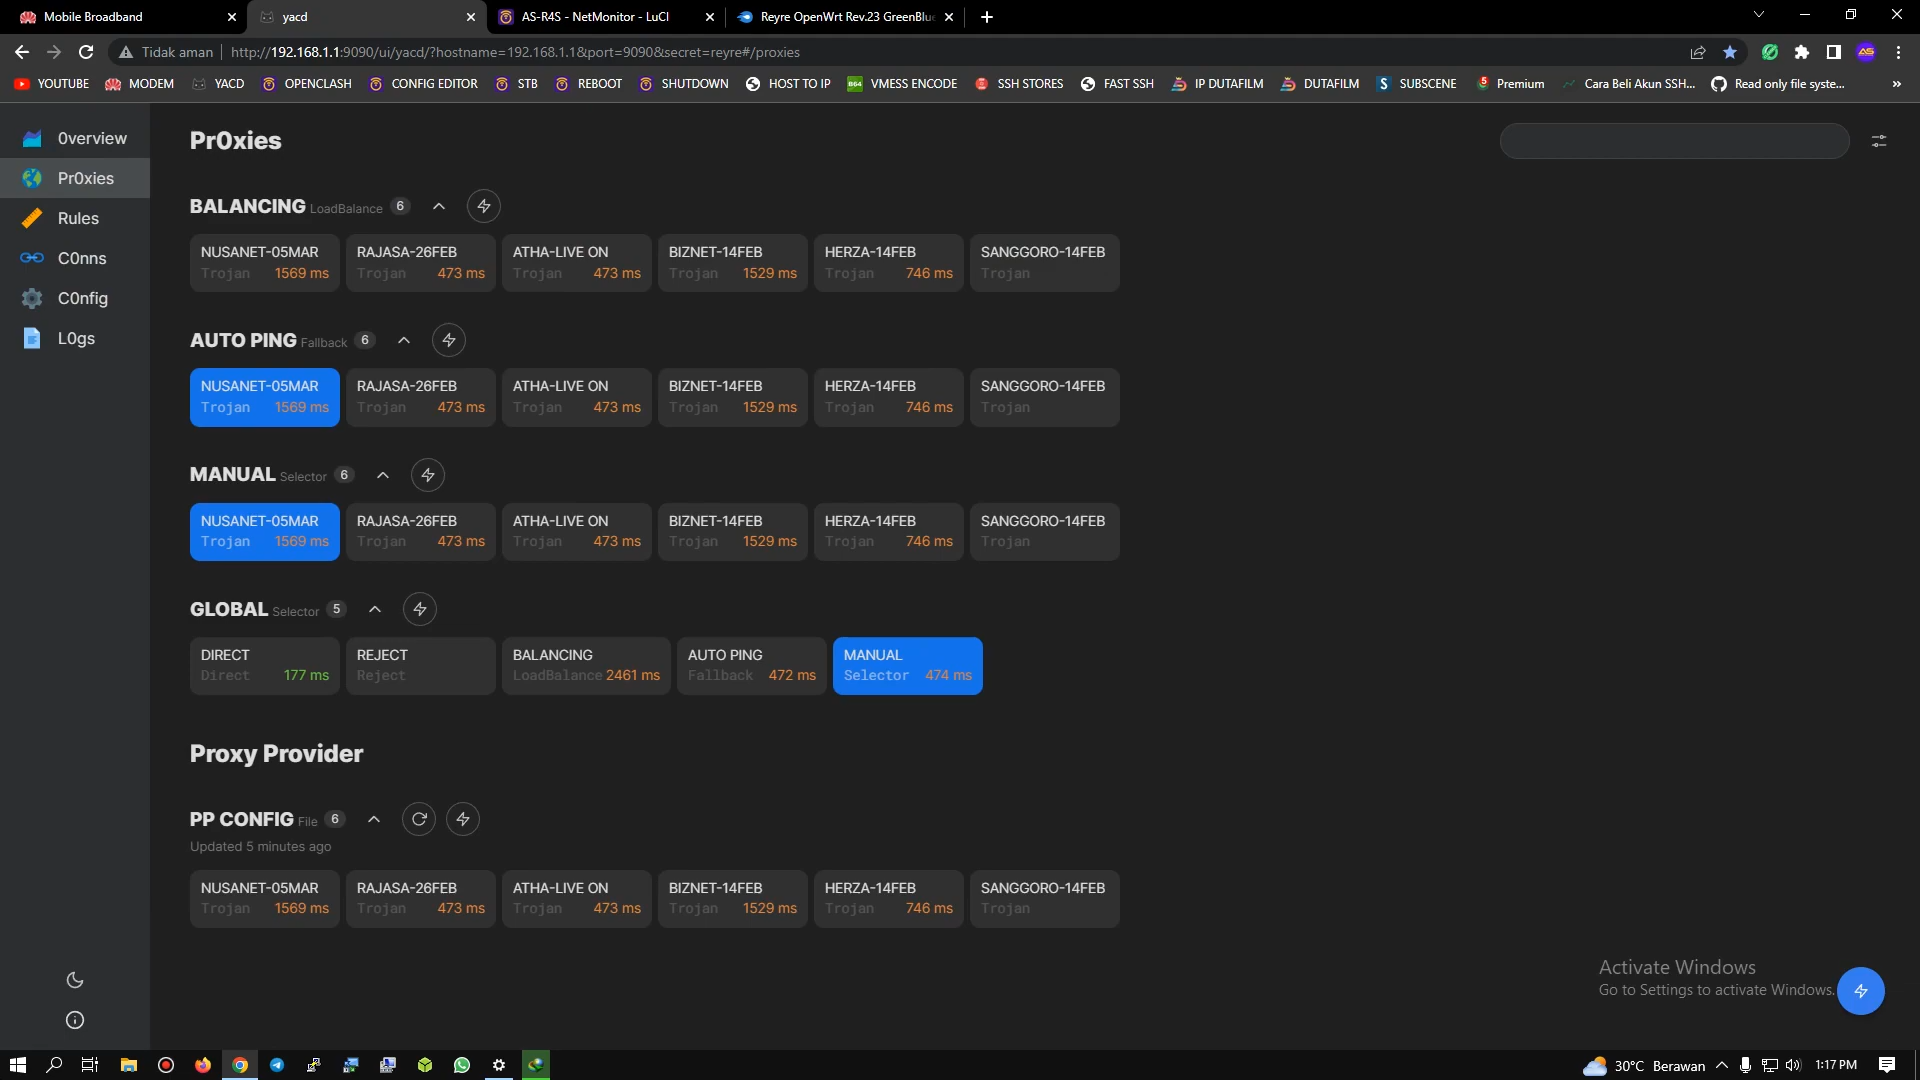 Mobile Broadband
yacd
AS-R4S - NetMonitor - LuCI
Reyre OpenWrt Rev.23 GreenBlue
Tidak aman
http://192.168.1.1:9090/ui/yacd/?hostname=192.168.1.1&port=9090&secret=reyre#/proxies
YOUTUBE
MODEM
YACD
OPENCLASH
CONFIG EDITOR
STB
REBOOT
SHUTDOWN
HOST TO IP
VMESS ENCODE
SSH STORES
FAST SSH
IP DUTAFILM
DUTAFILM
SUBSCENE
Premium
Cara Beli Akun SSH...
Read only file syste...
»
0verview
Pr0xies
Rules
C0nns
C0nfig
L0gs
Pr0xies
BALANCING LoadBalance 6
NUSANET-05MAR
Trojan 1569 ms
RAJASA-26FEB
Trojan 473 ms
ATHA-LIVE ON
Trojan 473 ms
BIZNET-14FEB
Trojan 1529 ms
HERZA-14FEB
Trojan 746 ms
SANGGORO-14FEB
Trojan
AUTO PING Fallback 6
NUSANET-05MAR
Trojan 1569 ms
RAJASA-26FEB
Trojan 473 ms
ATHA-LIVE ON
Trojan 473 ms
BIZNET-14FEB
Trojan 1529 ms
HERZA-14FEB
Trojan 746 ms
SANGGORO-14FEB
Trojan
MANUAL Selector 6
NUSANET-05MAR
Trojan 1569 ms
RAJASA-26FEB
Trojan 473 ms
ATHA-LIVE ON
Trojan 473 ms
BIZNET-14FEB
Trojan 1529 ms
HERZA-14FEB
Trojan 746 ms
SANGGORO-14FEB
Trojan
GLOBAL Selector 5
DIRECT
Direct 177 ms
REJECT
Reject
BALANCING
LoadBalance 2461 ms
AUTO PING
Fallback 472 ms
MANUAL
Selector 474 ms
Proxy Provider
PP CONFIG File 6
Updated 5 minutes ago
NUSANET-05MAR
Trojan 1569 ms
RAJASA-26FEB
Trojan 473 ms
ATHA-LIVE ON
Trojan 473 ms
BIZNET-14FEB
Trojan 1529 ms
HERZA-14FEB
Trojan 746 ms
SANGGORO-14FEB
Trojan
Activate Windows
Go to Settings to activate Windows.
30°C Berawan
1:17 PM